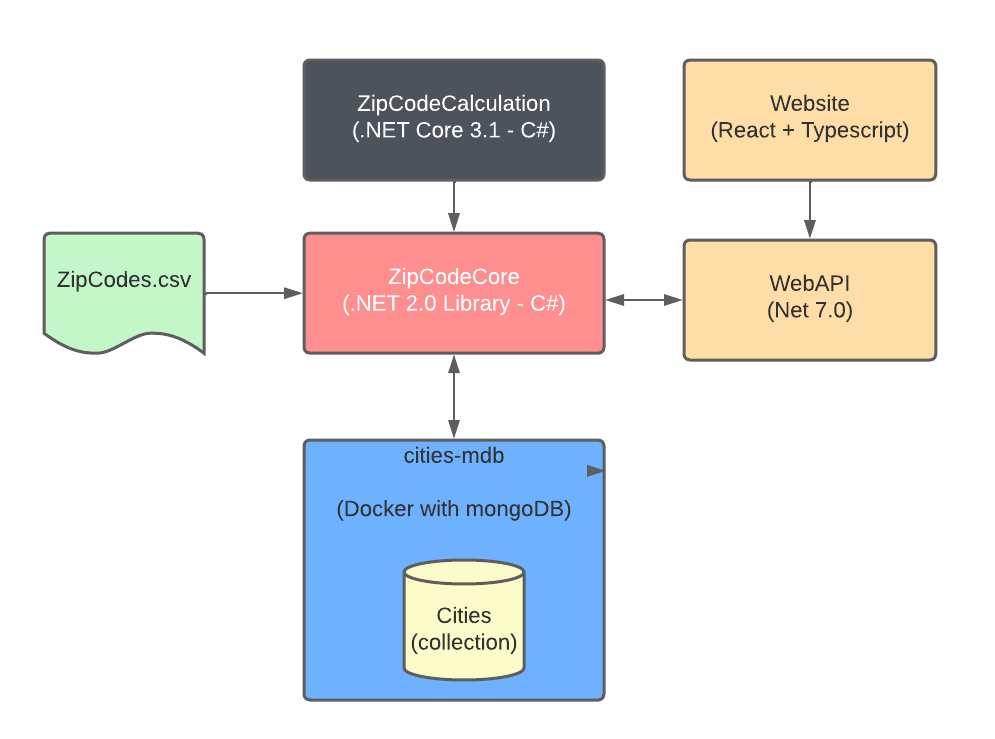 ZipCodeCalculation
(.NET Core 3.1 - C#)
Website
(React + Typescript)
ZipCodes.csv
ZipCodeCore
(.NET 2.0 Library - C#)
WebAPI
(Net 7.0)
cities-mdb
(Docker with mongoDB)
Cities
(collection)